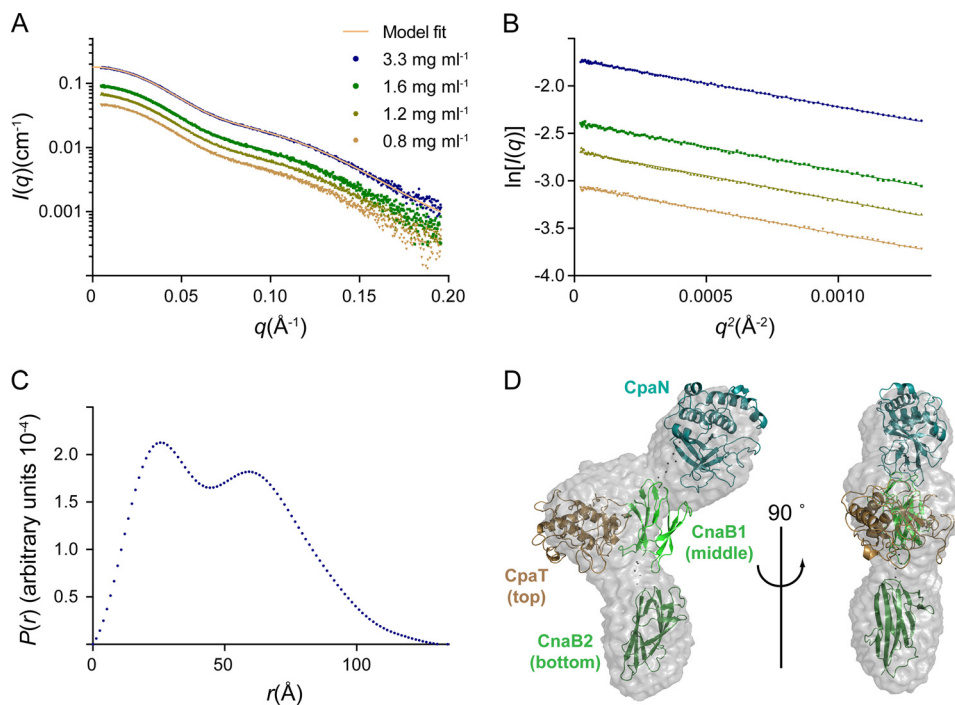 A
Model fit
3.3 mg ml⁻¹
1.6 mg ml⁻¹
1.2 mg ml⁻¹
0.8 mg ml⁻¹
I(q)(cm⁻¹)
0.1
0.01
0.001
0
0.05
0.10
0.15
0.20
q(Å⁻¹)
B
ln[I(q)]
-2.0
-2.5
-3.0
-3.5
-4.0
0
0.0005
0.0010
q²(Å⁻²)
C
P(r) (arbitrary units 10⁻⁴)
2.0
1.5
1.0
0.5
0
50
100
r(Å)
D
CpaN
90 °
CnaB1
(middle)
CpaT
(top)
CnaB2
(bottom)